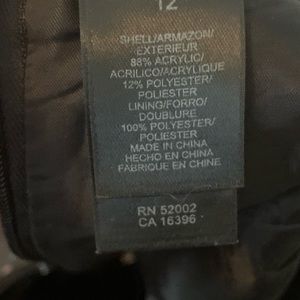 12
SHELL/ARMAZON/
EXTERIEUR
88% ACRYLIC/
ACRILICO/ACRYLIQUE
12% POLYESTER/
POLIESTER
LINING/FORRO/
DOUBLURE
100% POLYESTER/
POLIESTER
MADE IN CHINA
HECHO EN CHINA
FABRIQUE EN CHINE
RN 52002
CA 16396